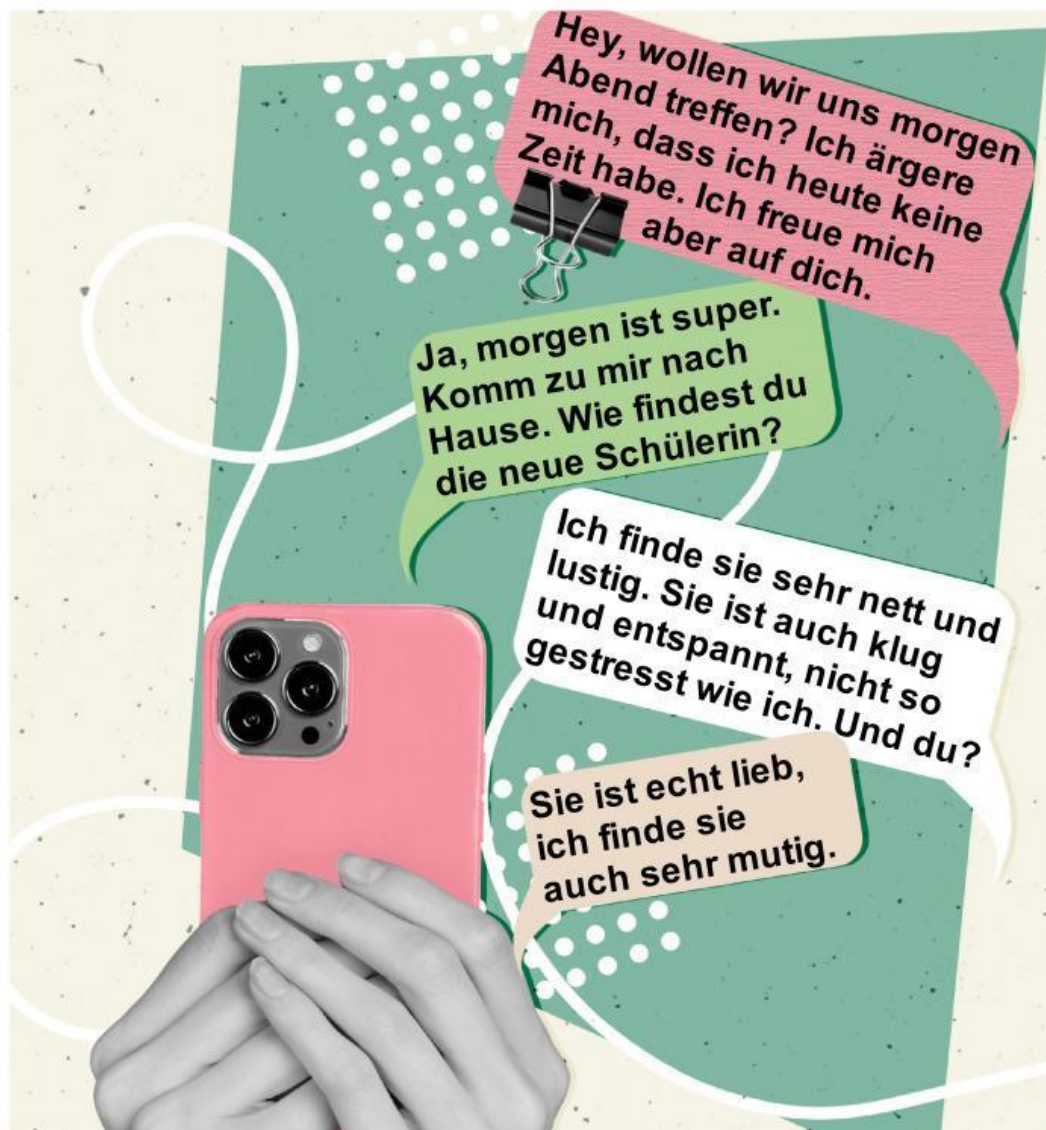 Hey, wollen wir uns morgen
Abend treffen? Ich ärgere
mich, dass ich heute keine
Zeit habe. Ich freue mich
aber auf dich.
Ja, morgen ist super.
Komm zu mir nach
Hause. Wie findest du
die neue Schülerin?
Ich finde sie sehr nett und
lustig. Sie ist auch klug
und entspannt, nicht so
gestresst wie ich. Und du?
Sie ist echt lieb,
ich finde sie
auch sehr mutig.